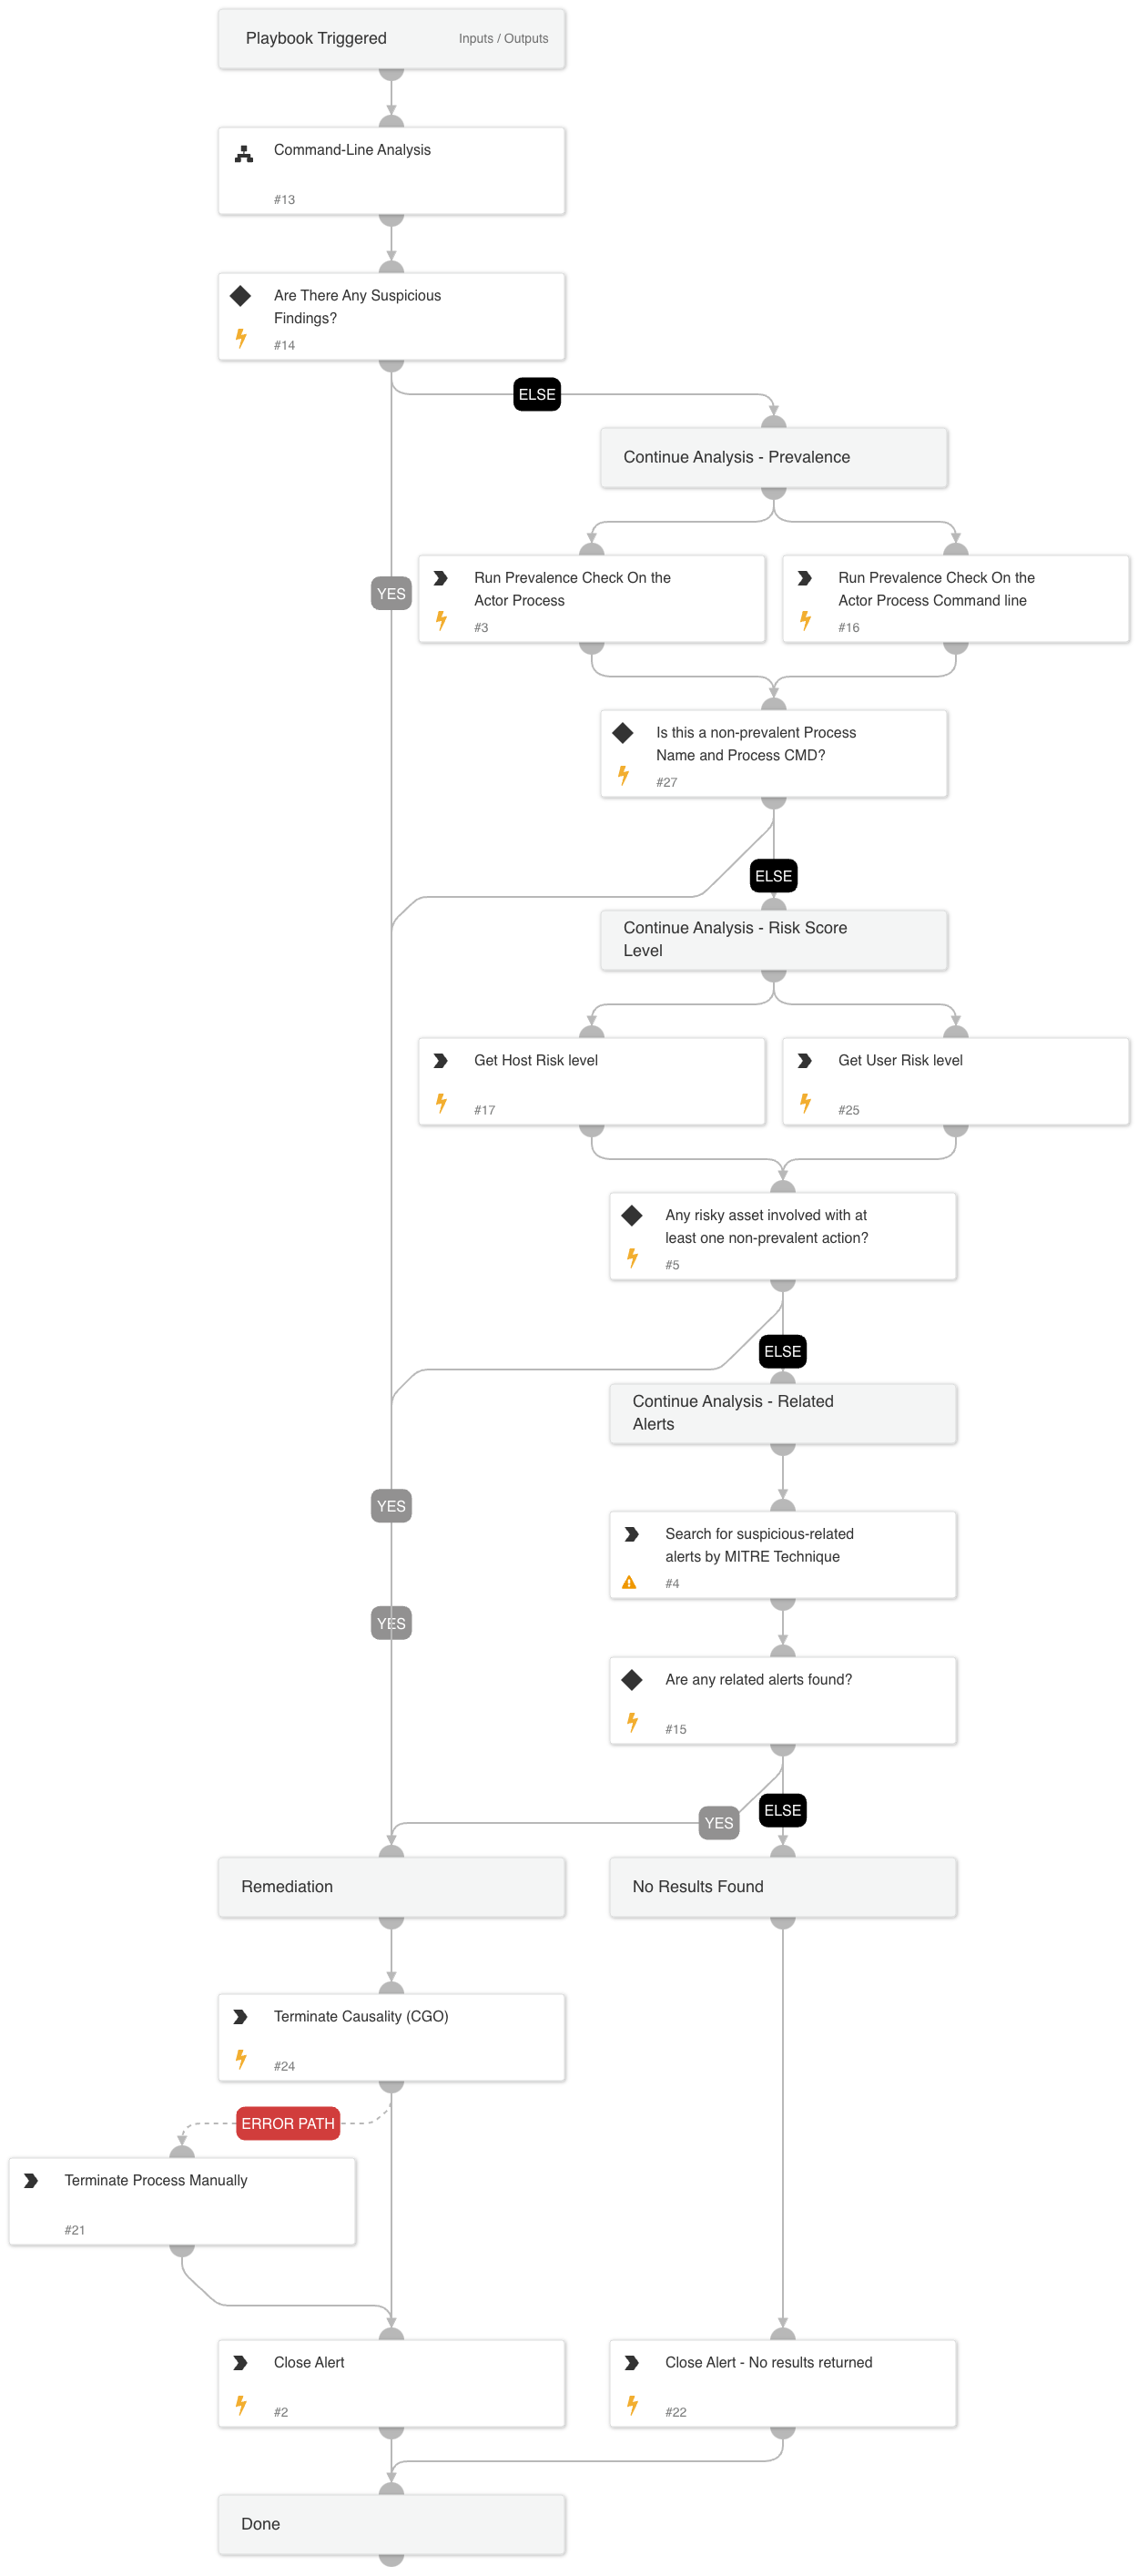 Playbook Triggered
Inputs / Outputs
Command-Line Analysis
#13
Are There Any Suspicious
Findings?
#14
ELSE
Continue Analysis - Prevalence
YES
Run Prevalence Check On the
Actor Process
#3
Run Prevalence Check On the
Actor Process Command line
#16
Is this a non-prevalent Process
Name and Process CMD?
#27
ELSE
Continue Analysis - Risk Score
Level
Get Host Risk level
#17
Get User Risk level
#25
Any risky asset involved with at
least one non-prevalent action?
#5
ELSE
Continue Analysis - Related
Alerts
YES
Search for suspicious-related
alerts by MITRE Technique
#4
YES
Are any related alerts found?
#15
YES
ELSE
Remediation
No Results Found
Terminate Causality (CGO)
#24
ERROR PATH
Terminate Process Manually
#21
Close Alert
#2
Close Alert - No results returned
#22
Done